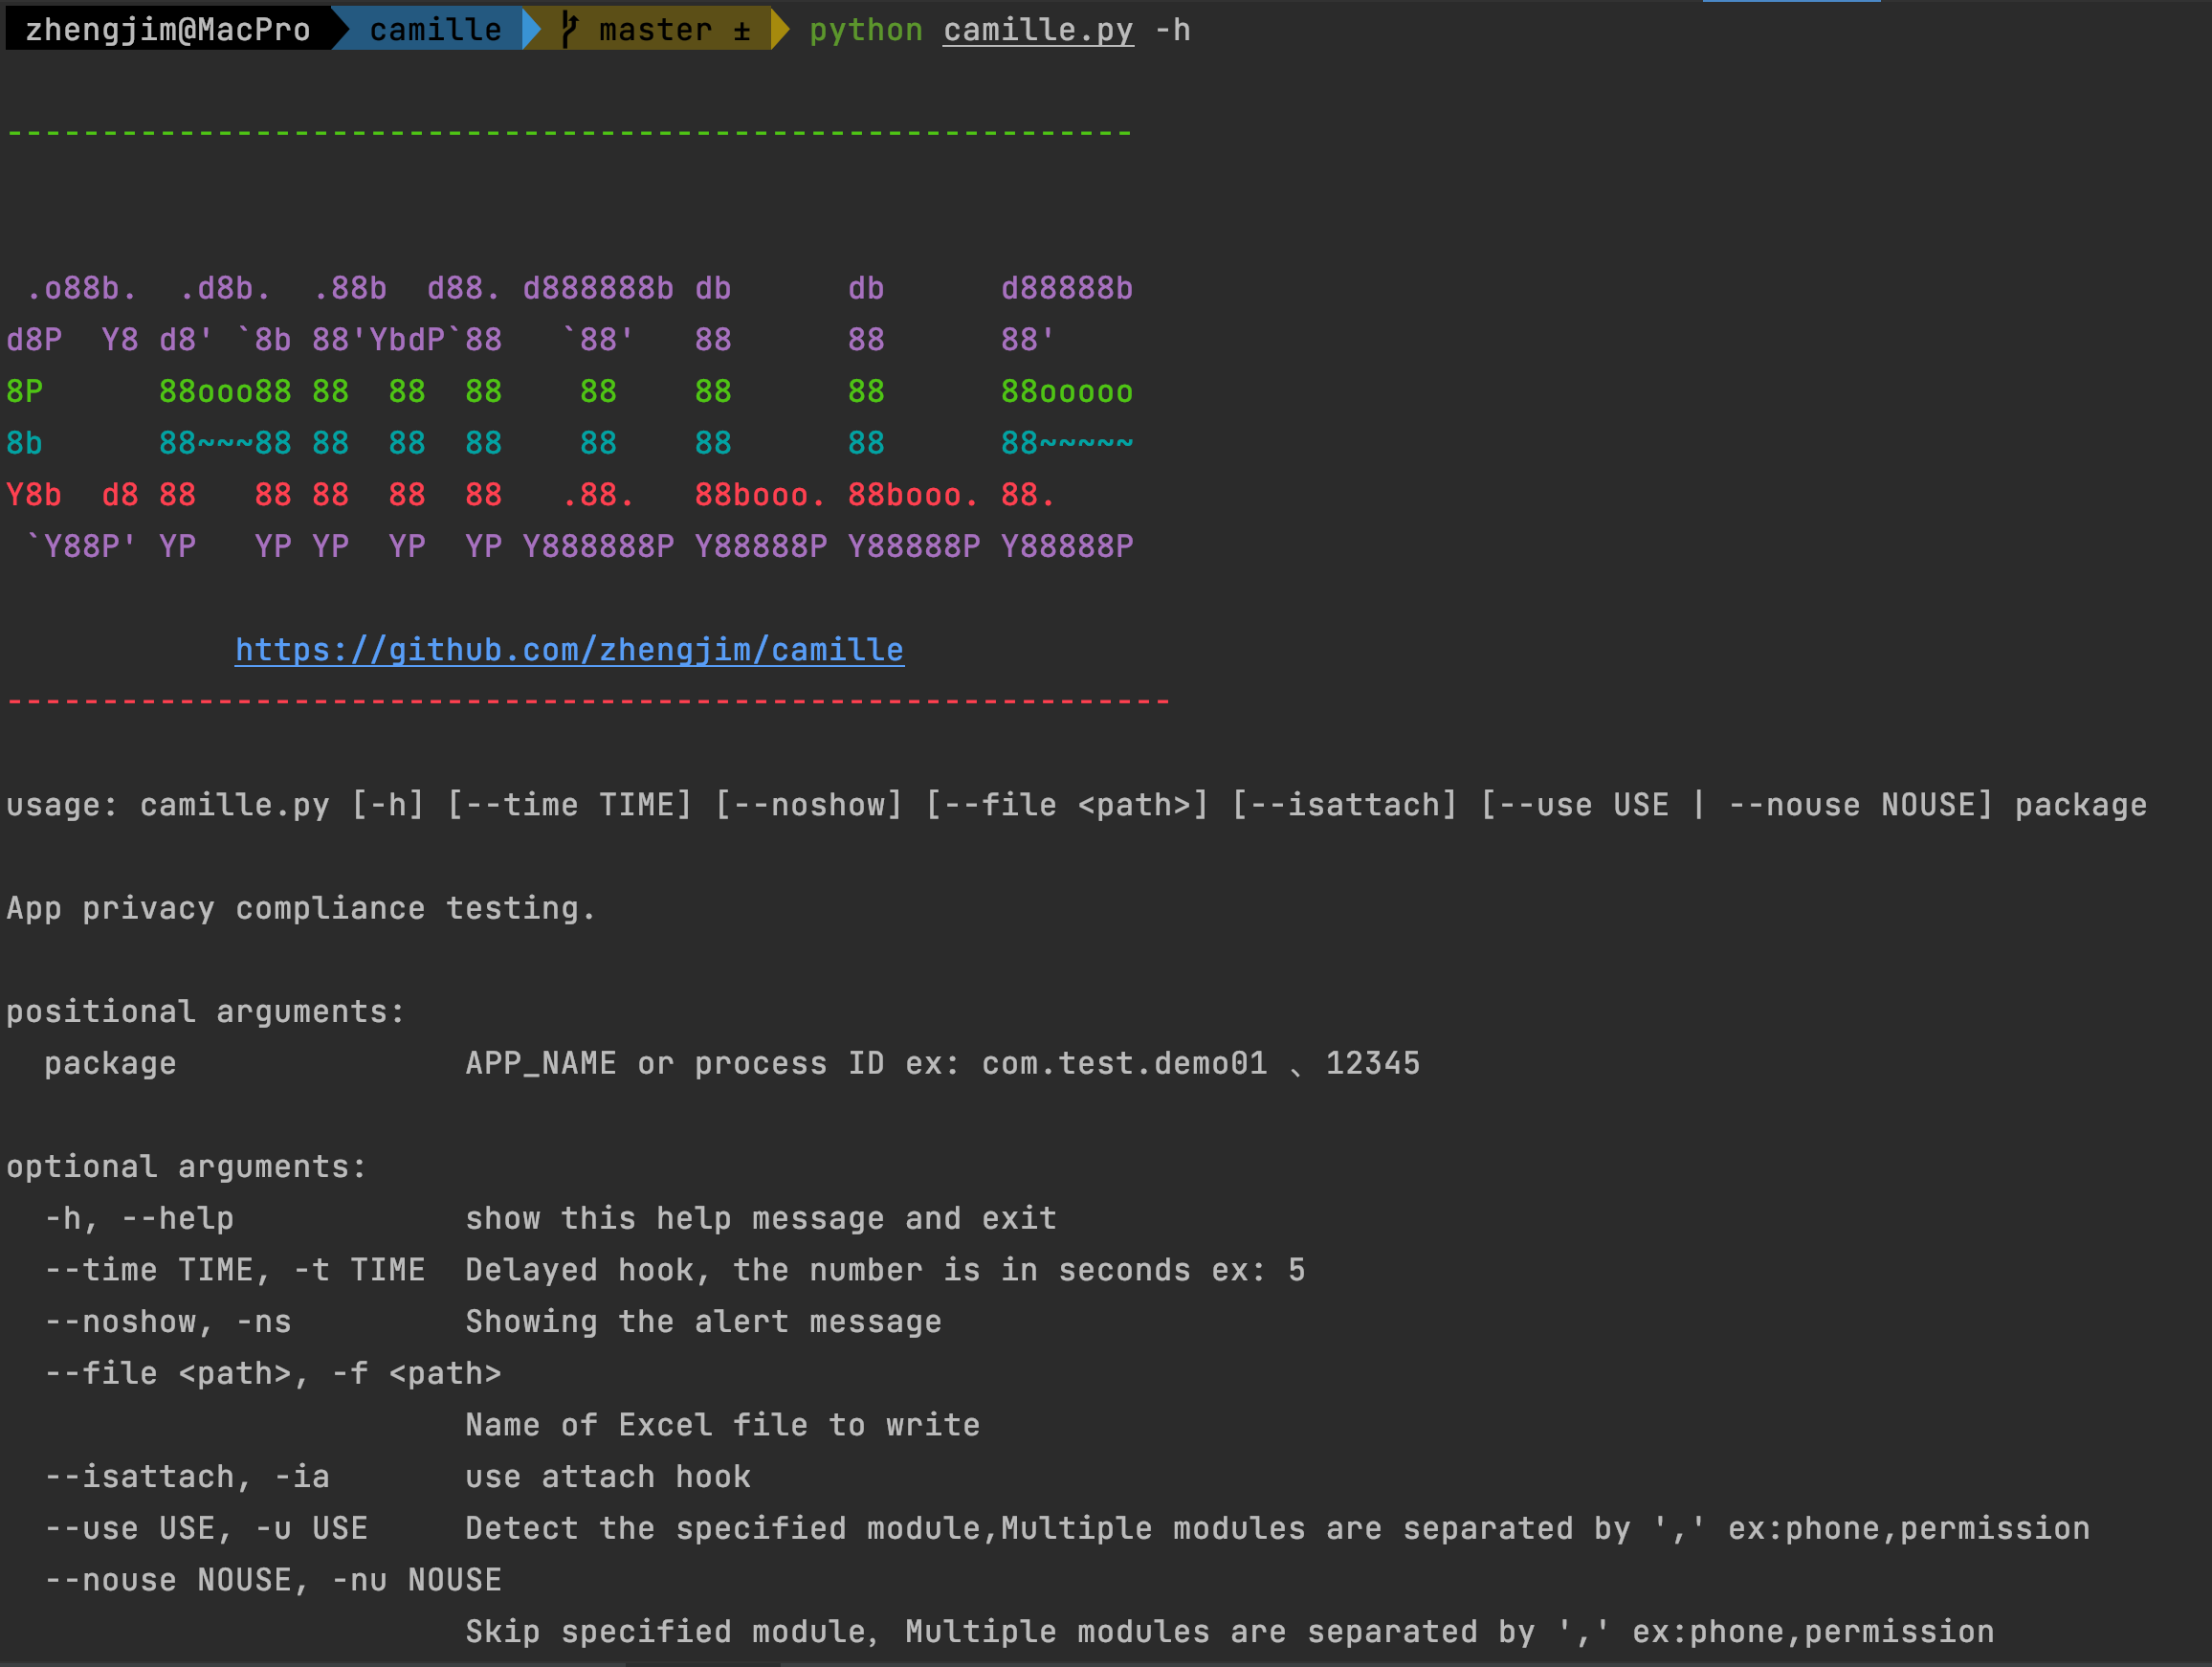 zhengjim@MacPro camille master ± python camille.py -h
-----------------------------------------------------------
 .o88b.  .d8b.  .88b  d88. d888888b db      db      d88888b
d8P  Y8 d8' `8b 88'YbdP`88   `88'   88      88      88'
8P      88ooo88 88  88  88    88    88      88      88ooooo
8b      88~~~88 88  88  88    88    88      88      88~~~~~
Y8b  d8 88   88 88  88  88   .88.   88booo. 88booo. 88.
 `Y88P' YP   YP YP  YP  YP Y888888P Y88888P Y88888P Y88888P
            https://github.com/zhengjim/camille
-------------------------------------------------------------
usage: camille.py [-h] [--time TIME] [--noshow] [--file <path>] [--isattach] [--use USE | --nouse NOUSE] package
App privacy compliance testing.
positional arguments:
  package               APP_NAME or process ID ex: com.test.demo01 、12345
optional arguments:
  -h, --help            show this help message and exit
  --time TIME, -t TIME  Delayed hook, the number is in seconds ex: 5
  --noshow, -ns         Showing the alert message
  --file <path>, -f <path>
                        Name of Excel file to write
  --isattach, -ia       use attach hook
  --use USE, -u USE     Detect the specified module,Multiple modules are separated by ',' ex:phone,permission
  --nouse NOUSE, -nu NOUSE
                        Skip specified module, Multiple modules are separated by ',' ex:phone,permission